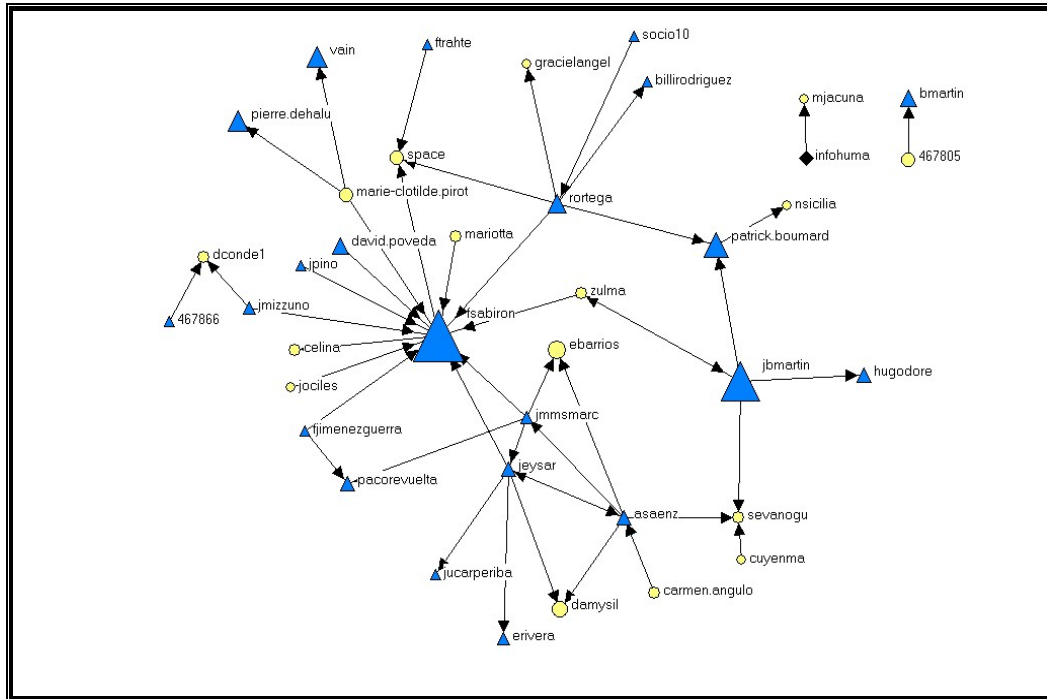 vain
ftrahte
socio10
gracielangel
billirodriguez
mjacuna
bmartin
pierre.dehalu
space
infohuma
467805
marie-clotilde.pirot
rortega
nsicilia
mariotta
patrick.boumard
david.poveda
dconde1
jpino
zulma
jmizzuno
fsabiron
467866
celina
ebarrios
jbmartin
hugodore
jociles
jmmsmarc
fjimenezguerra
jeysar
pacorevuelta
asaenz
sevanogu
cuyenma
jucarperiba
carmen.angulo
damysil
erivera